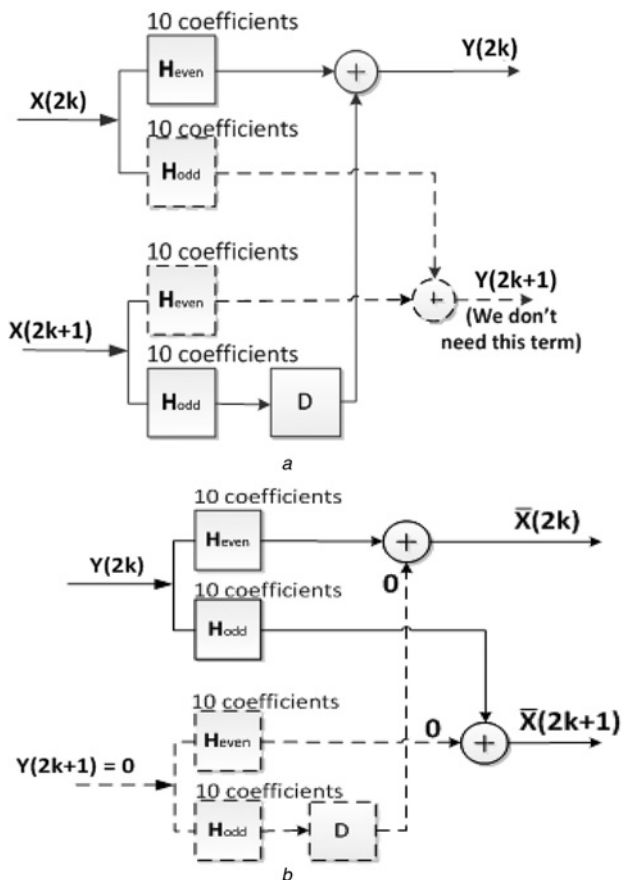 10 coefficients
Heven
Y(2k)
X(2k)
10 coefficients
Hodd
10 coefficients
Heven
Y(2k+1)
(We don't
need this term)
X(2k+1)
10 coefficients
Hodd
D
a
10 coefficients
Heven
X̅(2k)
Y(2k)
0
10 coefficients
Hodd
10 coefficients
Heven
0
X̅(2k+1)
Y(2k+1) = 0
10 coefficients
Hodd
D
b